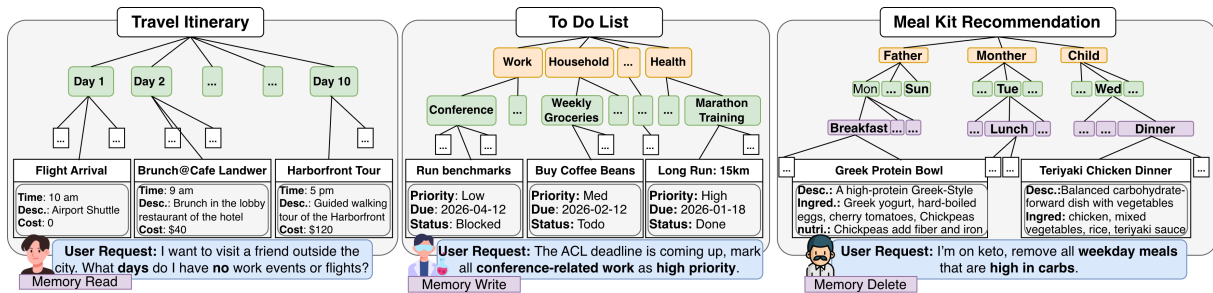 Travel Itinerary
Day 1
Day 2
...
...
Day 10
...
...
...
...
...
Flight Arrival
Time: 10 am
Desc.: Airport Shuttle
Cost: 0
Brunch@Cafe Landwer
Time: 9 am
Desc.: Brunch in the lobby
restaurant of the hotel
Cost: $40
Harborfront Tour
Time: 5 pm
Desc.: Guided walking
tour of the Harborfront
Cost: $120
User Request: I want to visit a friend outside the
city. What days do I have no work events or flights?
Memory Read
To Do List
Work
Household
...
Health
Conference
...
Weekly
Groceries
...
...
Marathon
Training
...
...
...
...
...
Run benchmarks
Priority: Low
Due: 2026-04-12
Status: Blocked
Buy Coffee Beans
Priority: Med
Due: 2026-02-12
Status: Todo
Long Run: 15km
Priority: High
Due: 2026-01-18
Status: Done
User Request: The ACL deadline is coming up, mark
all conference-related work as high priority.
Memory Write
Meal Kit Recommendation
Father
Monther
Child
Mon
...
Sun
...
Tue
...
...
Wed
...
Breakfast
...
...
...
Lunch
...
...
...
Dinner
...
...
...
...
Greek Protein Bowl
Desc.: A high-protein Greek-Style
Ingred.: Greek yogurt, hard-boiled
eggs, cherry tomatoes, Chickpeas
nutri.: Chickpeas add fiber and iron
Teriyaki Chicken Dinner
Desc.:Balanced carbohydrate-
forward dish with vegetables
Ingred: chicken, mixed
vegetables, rice, teriyaki sauce
User Request: I'm on keto, remove all weekday meals
that are high in carbs.
Memory Delete